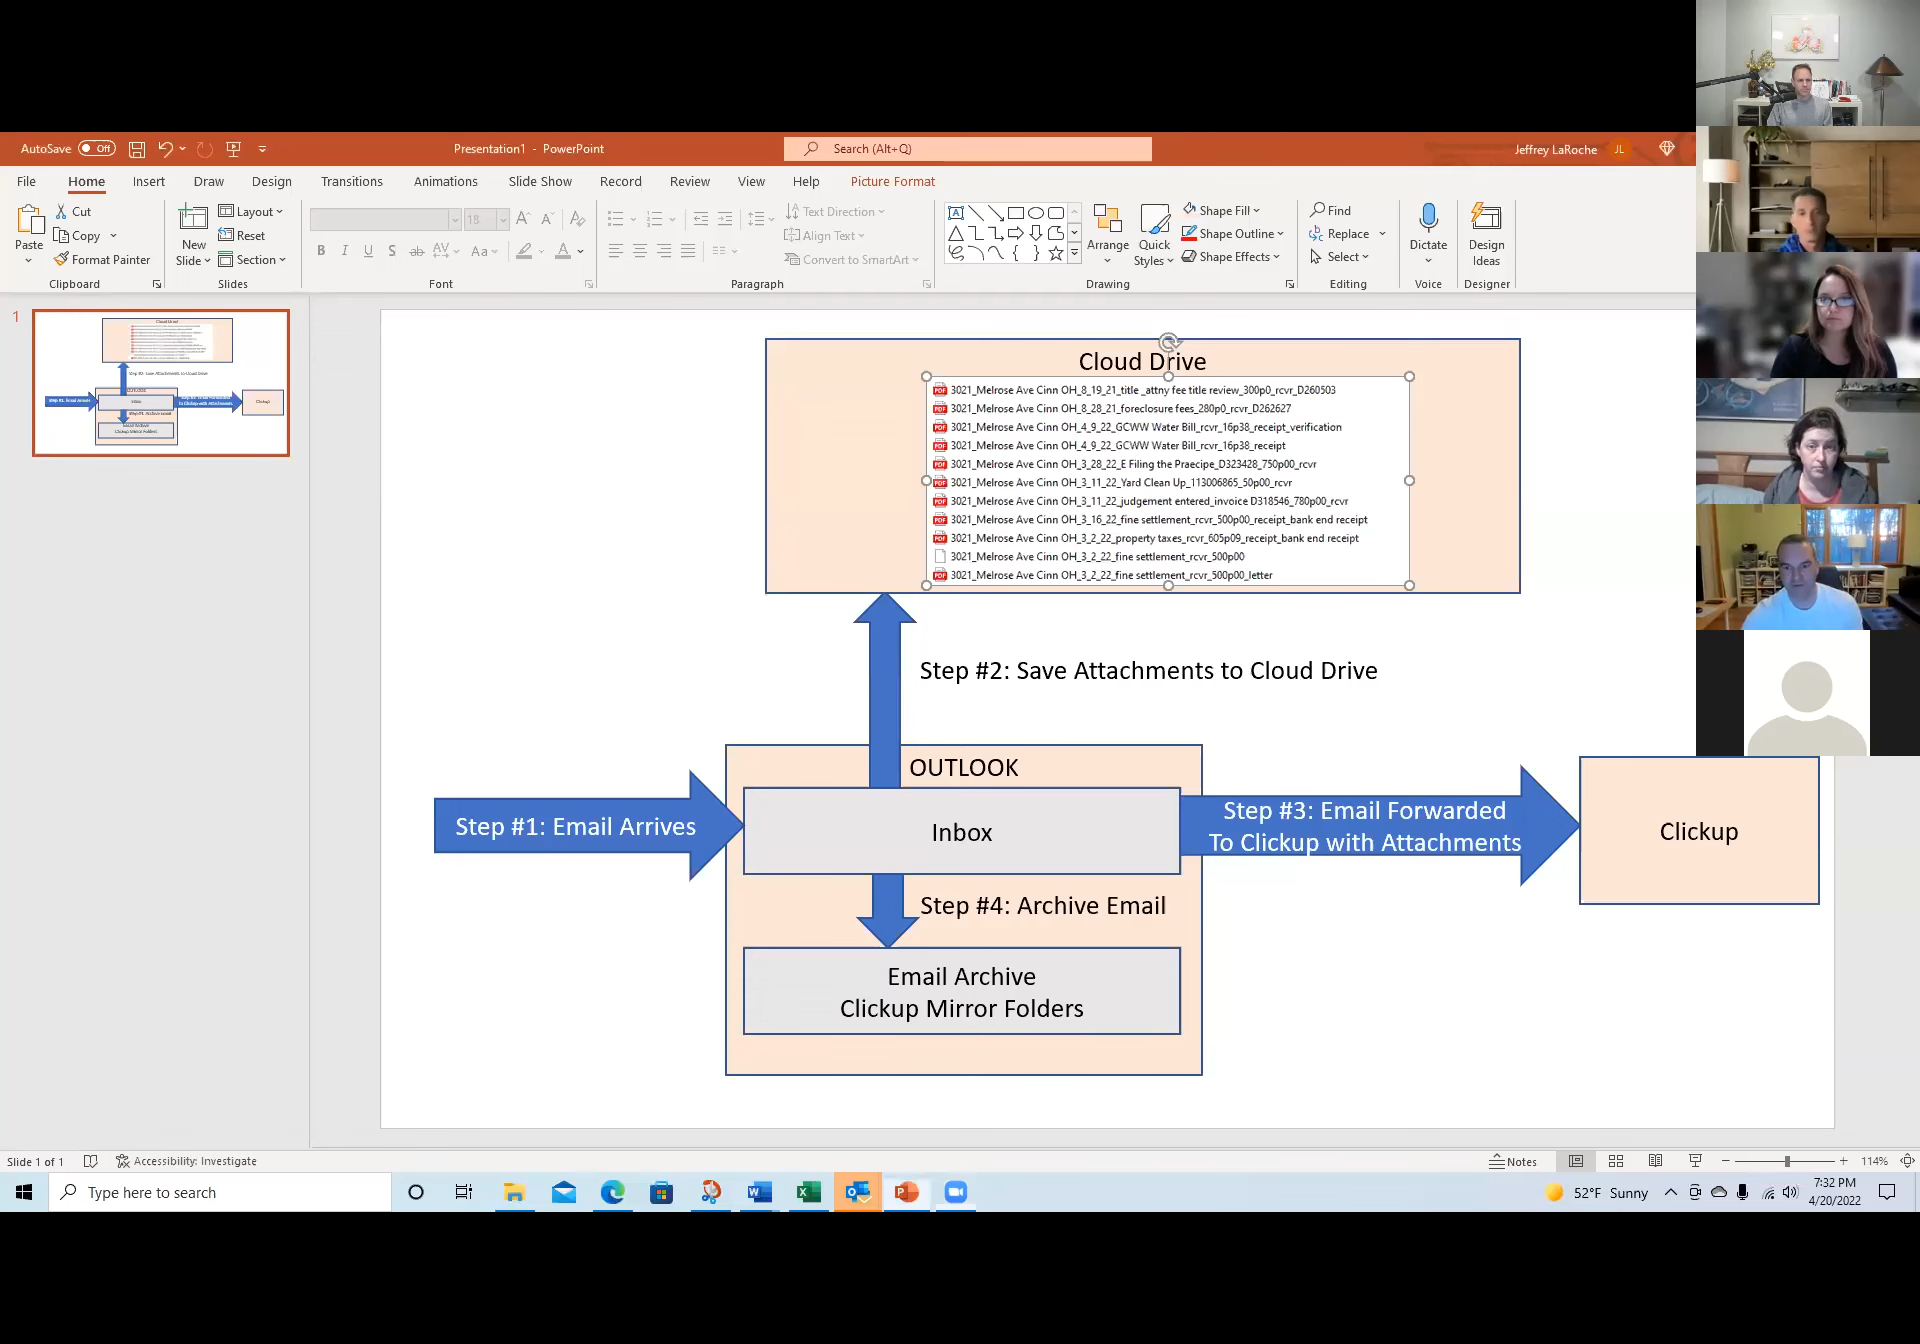 AutoSave Off
Presentation1 - PowerPoint
Search (Alt+Q)
Jeffrey LaRoche JL
File Home Insert Draw Design Transitions Animations Slide Show Record Review View Help Picture Format
Paste
Cut
Copy
Format Painter
Clipboard
New
Slide
Layout
Reset
Section
Slides
18
B I U S ab AV Aa A
Font
Text Direction
Align Text
Convert to SmartArt
Paragraph
Arrange
Quick
Styles
Shape Fill
Shape Outline
Shape Effects
Drawing
Find
Replace
Select
Editing
Dictate
Voice
Design
Ideas
Designer
1
Cloud Drive
3021_Melrose Ave Cinn OH_8_19_21_title _attny fee title review_300p0_rcvr_D260503
3021_Melrose Ave Cinn OH_8_28_21_foreclosure fees_280p0_rcvr_D262627
3021_Melrose Ave Cinn OH_4_9_22_GCWW Water Bill_rcvr_16p38_receipt_verification
3021_Melrose Ave Cinn OH_4_9_22_GCWW Water Bill_rcvr_16p38_receipt
3021_Melrose Ave Cinn OH_3_28_22_E Filing the Praecipe_D323428_750p00_rcvr
3021_Melrose Ave Cinn OH_3_11_22_Yard Clean Up_113006865_50p00_rcvr
3021_Melrose Ave Cinn OH_3_11_22_judgement entered_invoice D318546_780p00_rcvr
3021_Melrose Ave Cinn OH_3_16_22_fine settlement_rcvr_500p00_receipt_bank end receipt
3021_Melrose Ave Cinn OH_3_2_22_property taxes_rcvr_605p09_receipt_bank end receipt
3021_Melrose Ave Cinn OH_3_2_22_fine settlement_rcvr_500p00
3021_Melrose Ave Cinn OH_3_2_22_fine settlement_rcvr_500p00_letter
Step #2: Save Attachments to Cloud Drive
OUTLOOK
Step #1: Email Arrives
Inbox
Step #3: Email Forwarded
To Clickup with Attachments
Clickup
Step #4: Archive Email
Email Archive
Clickup Mirror Folders
Slide 1 of 1
Accessibility: Investigate
Notes
114%
Type here to search
52°F Sunny
7:32 PM
4/20/2022